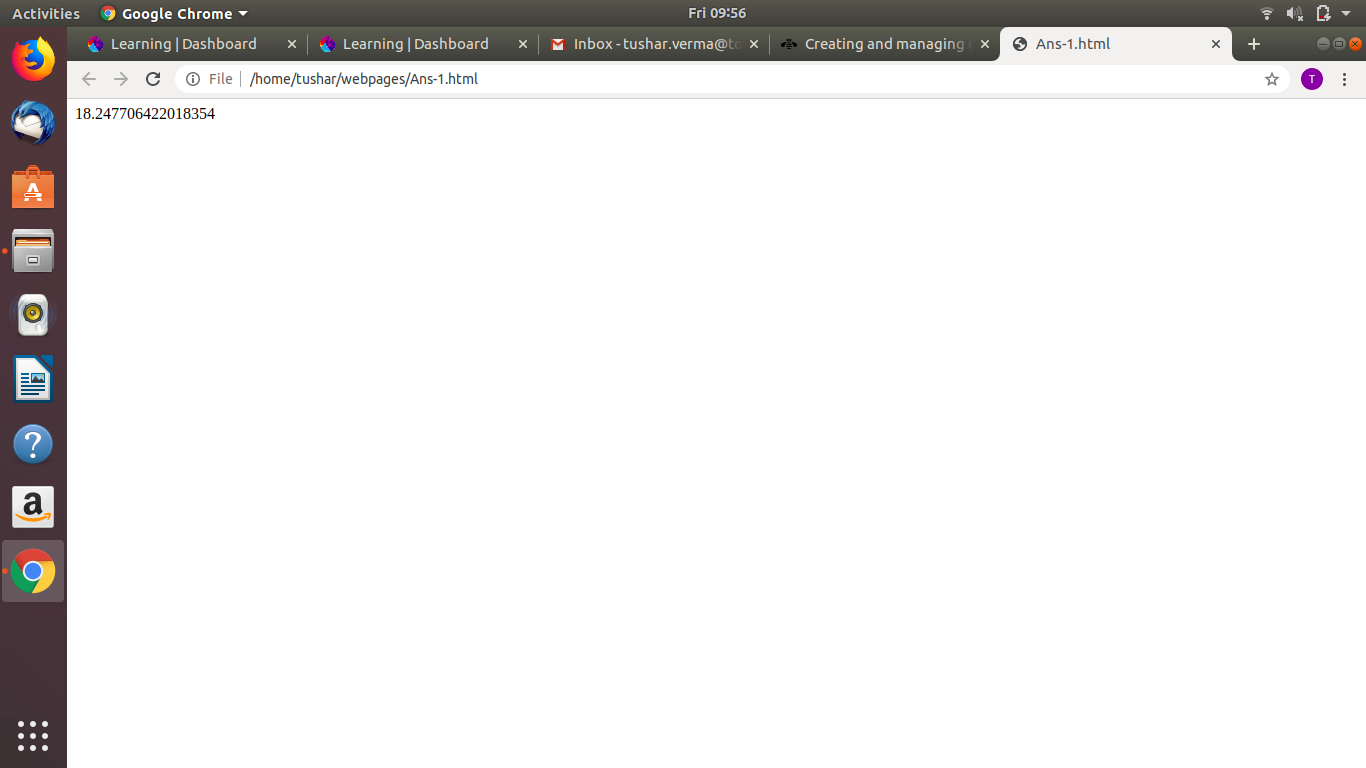 Activities Google Chrome Fri 09:56
Learning | Dashboard Learning | Dashboard Inbox - tushar.verma@to Creating and managing Ans-1.html
File /home/tushar/webpages/Ans-1.html T
18.247706422018354